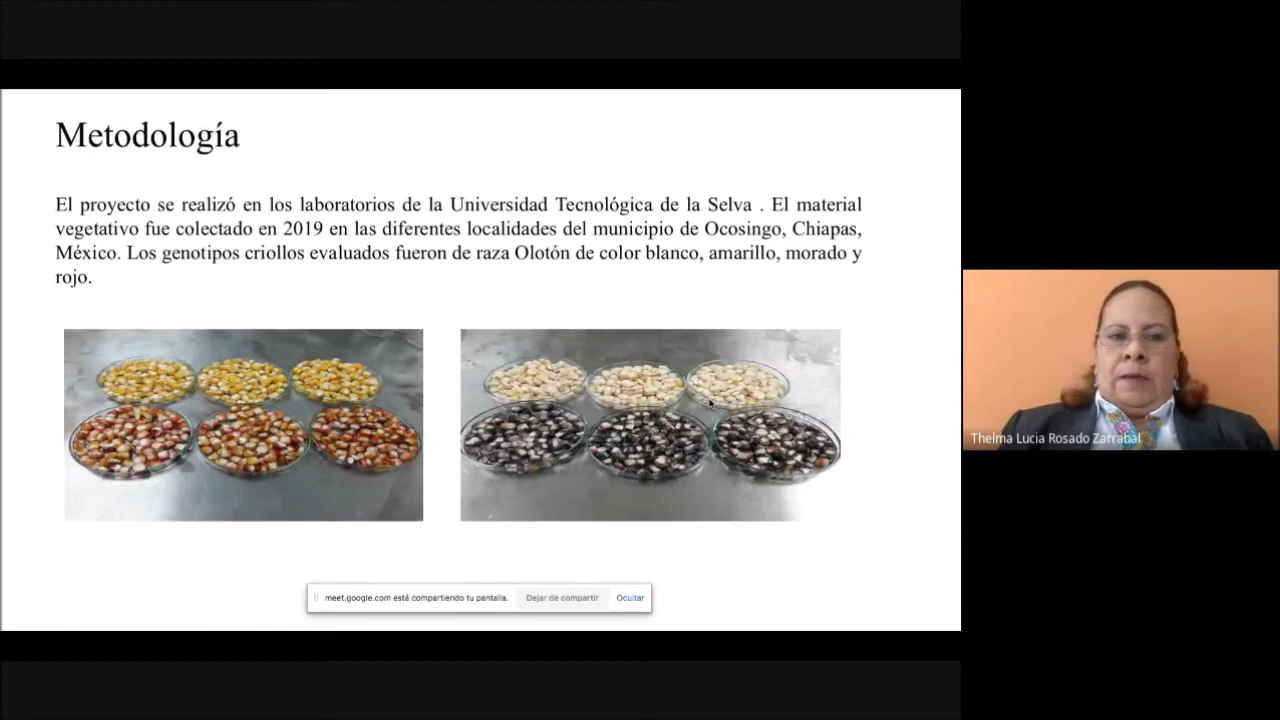 Metodología
El proyecto se realizó en los laboratorios de la Universidad Tecnológica de la Selva . El material
vegetativo fue colectado en 2019 en las diferentes localidades del municipio de Ocosingo, Chiapas,
México. Los genotipos criollos evaluados fueron de raza Olotón de color blanco, amarillo, morado y
rojo.
meet.google.com está compartiendo tu pantalla. Dejar de compartir Ocultar
Thelma Lucia Rosado Zarrabal